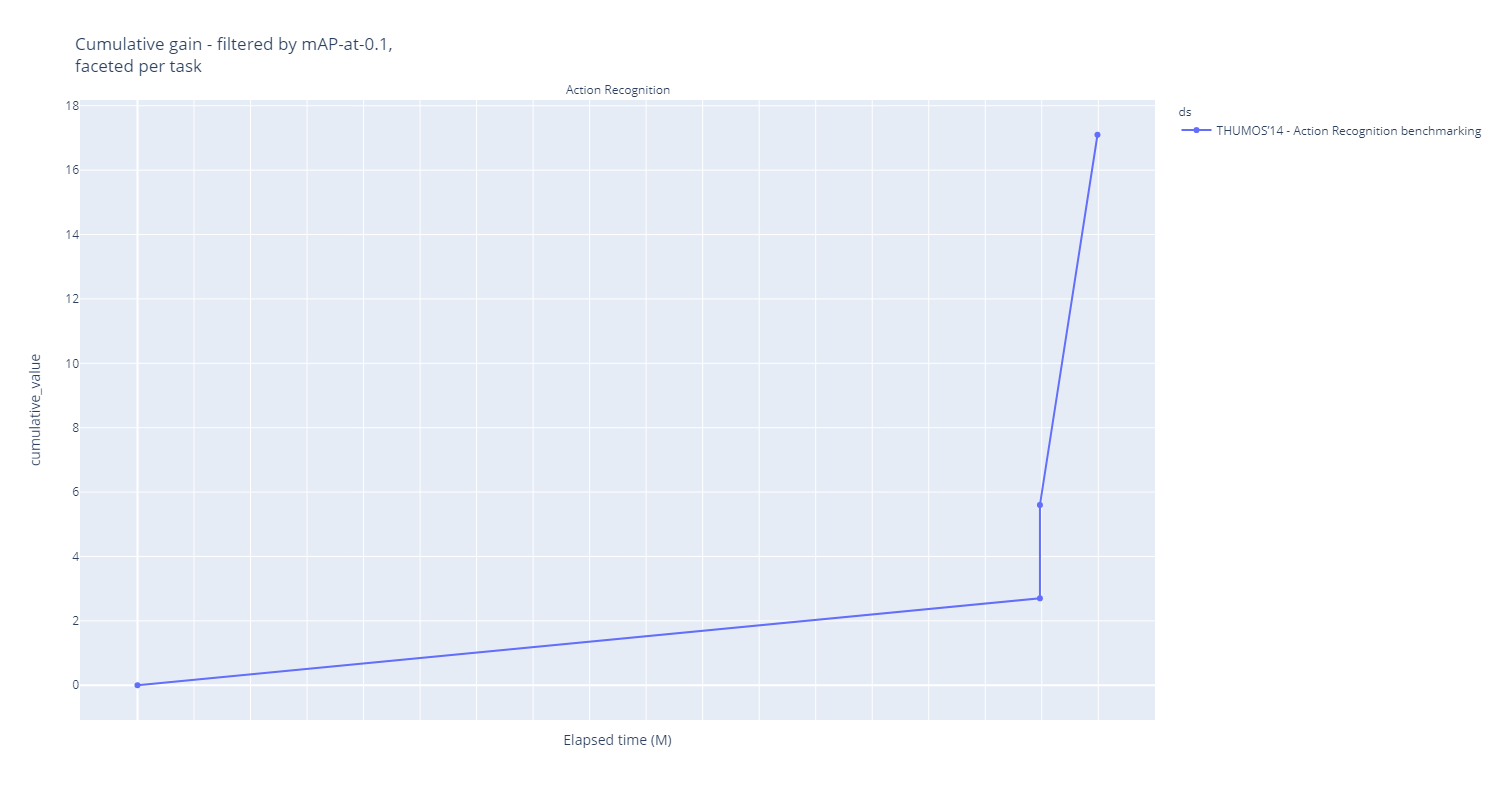 Cumulative gain - filtered by mAP-at-0.1,
faceted per task
Action Recognition
18
16
14
12
10
8
6
4
2
0
cumulative_value
Elapsed time (M)
ds
THUMOS'14 - Action Recognition benchmarking